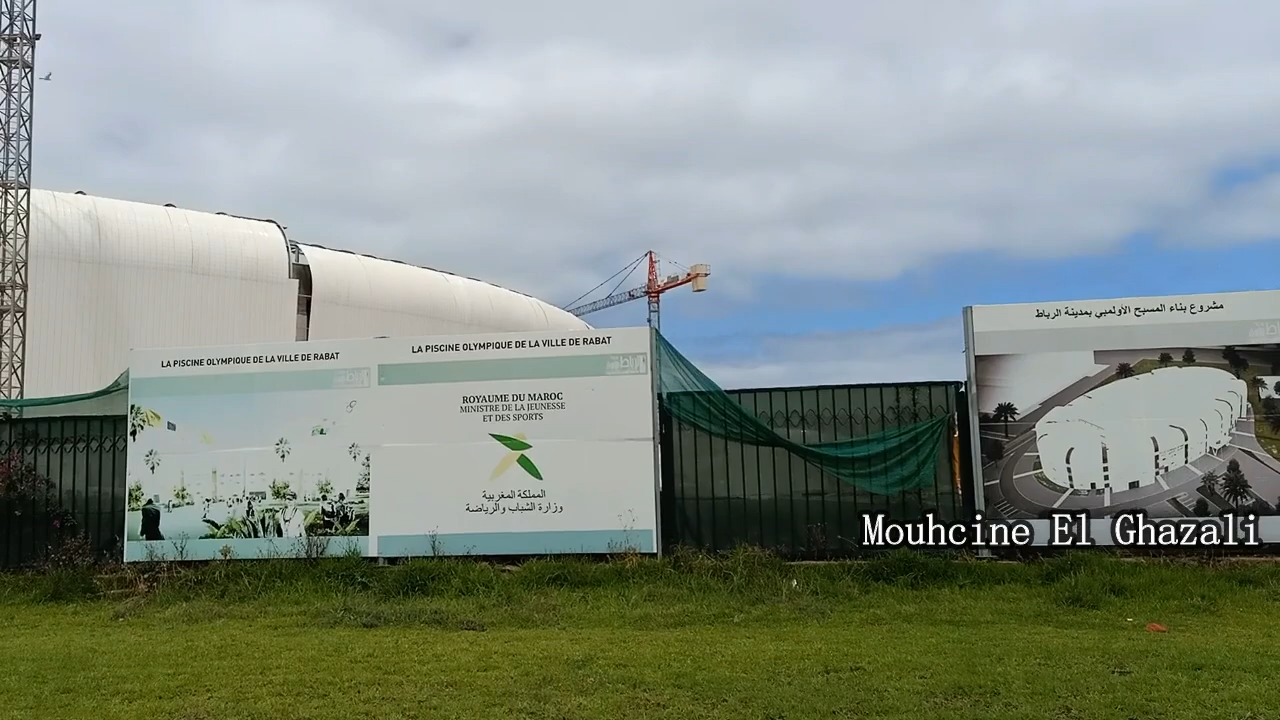 LA PISCINE OLYMPIQUE DE LA VILLE DE RABAT
LA PISCINE OLYMPIQUE DE LA VILLE DE RABAT
ROYAUME DU MAROC
MINISTRE DE LA JEUNESSE
ET DES SPORTS
المملكة المغربية
وزارة الشباب والرياضة
مشروع بناء المسبح الأولمبي بمدينة الرباط
Mouhcine El Ghazali